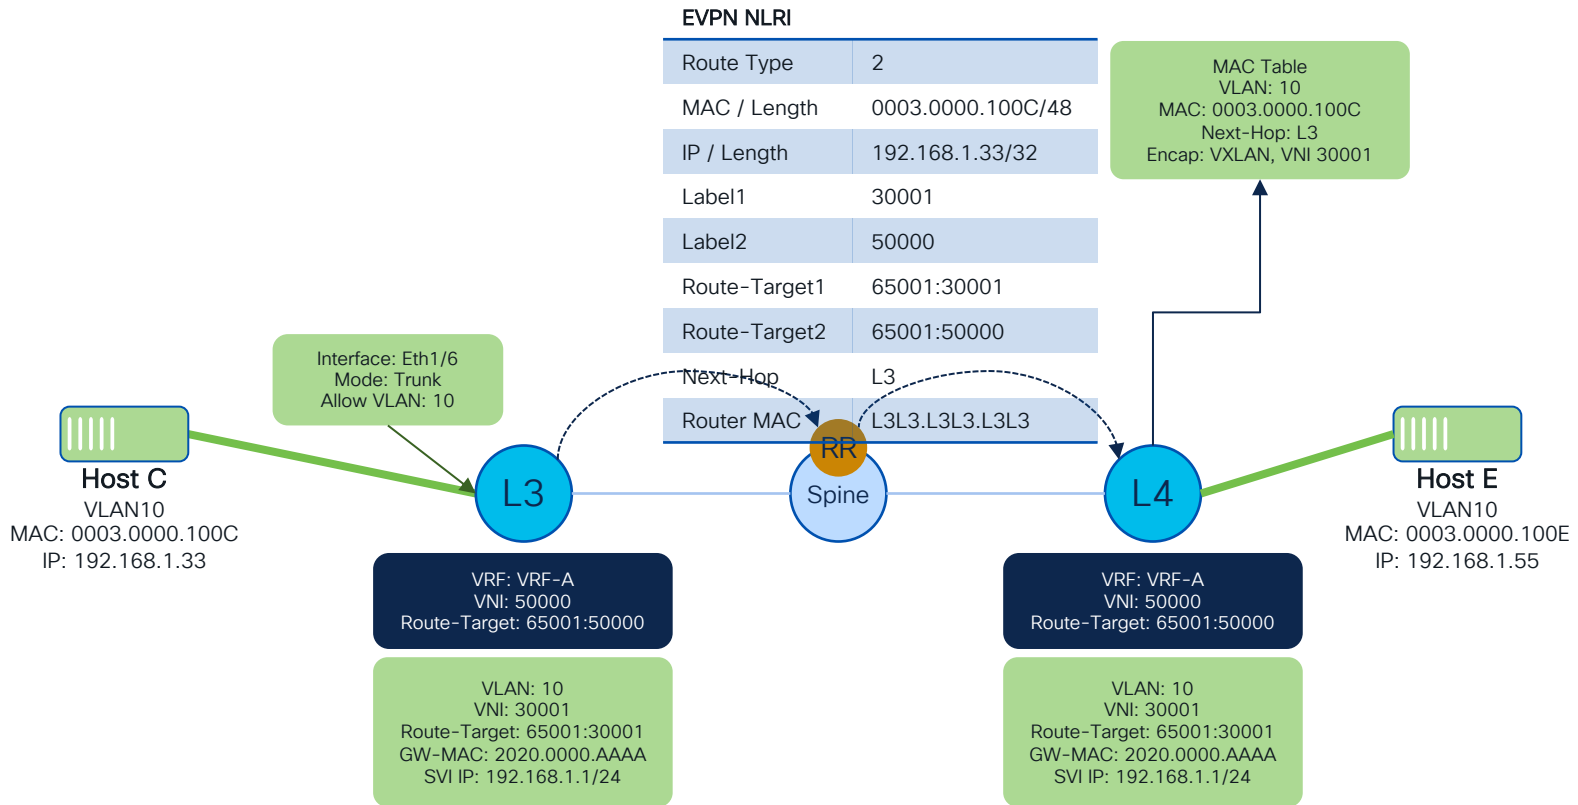 EVPN NLRI
Route Type 2
MAC / Length 0003.0000.100C/48
IP / Length 192.168.1.33/32
Label1 30001
Label2 50000
Route-Target1 65001:30001
Route-Target2 65001:50000
Next-Hop L3
Router MAC L3L3.L3L3.L3L3
MAC Table
VLAN: 10
MAC: 0003.0000.100C
Next-Hop: L3
Encap: VXLAN, VNI 30001
Interface: Eth1/6
Mode: Trunk
Allow VLAN: 10
Host C
VLAN10
MAC: 0003.0000.100C
IP: 192.168.1.33
L3
RR
Spine
L4
Host E
VLAN10
MAC: 0003.0000.100E
IP: 192.168.1.55
VRF: VRF-A
VNI: 50000
Route-Target: 65001:50000
VLAN: 10
VNI: 30001
Route-Target: 65001:30001
GW-MAC: 2020.0000.AAAA
SVI IP: 192.168.1.1/24
VRF: VRF-A
VNI: 50000
Route-Target: 65001:50000
VLAN: 10
VNI: 30001
Route-Target: 65001:30001
GW-MAC: 2020.0000.AAAA
SVI IP: 192.168.1.1/24